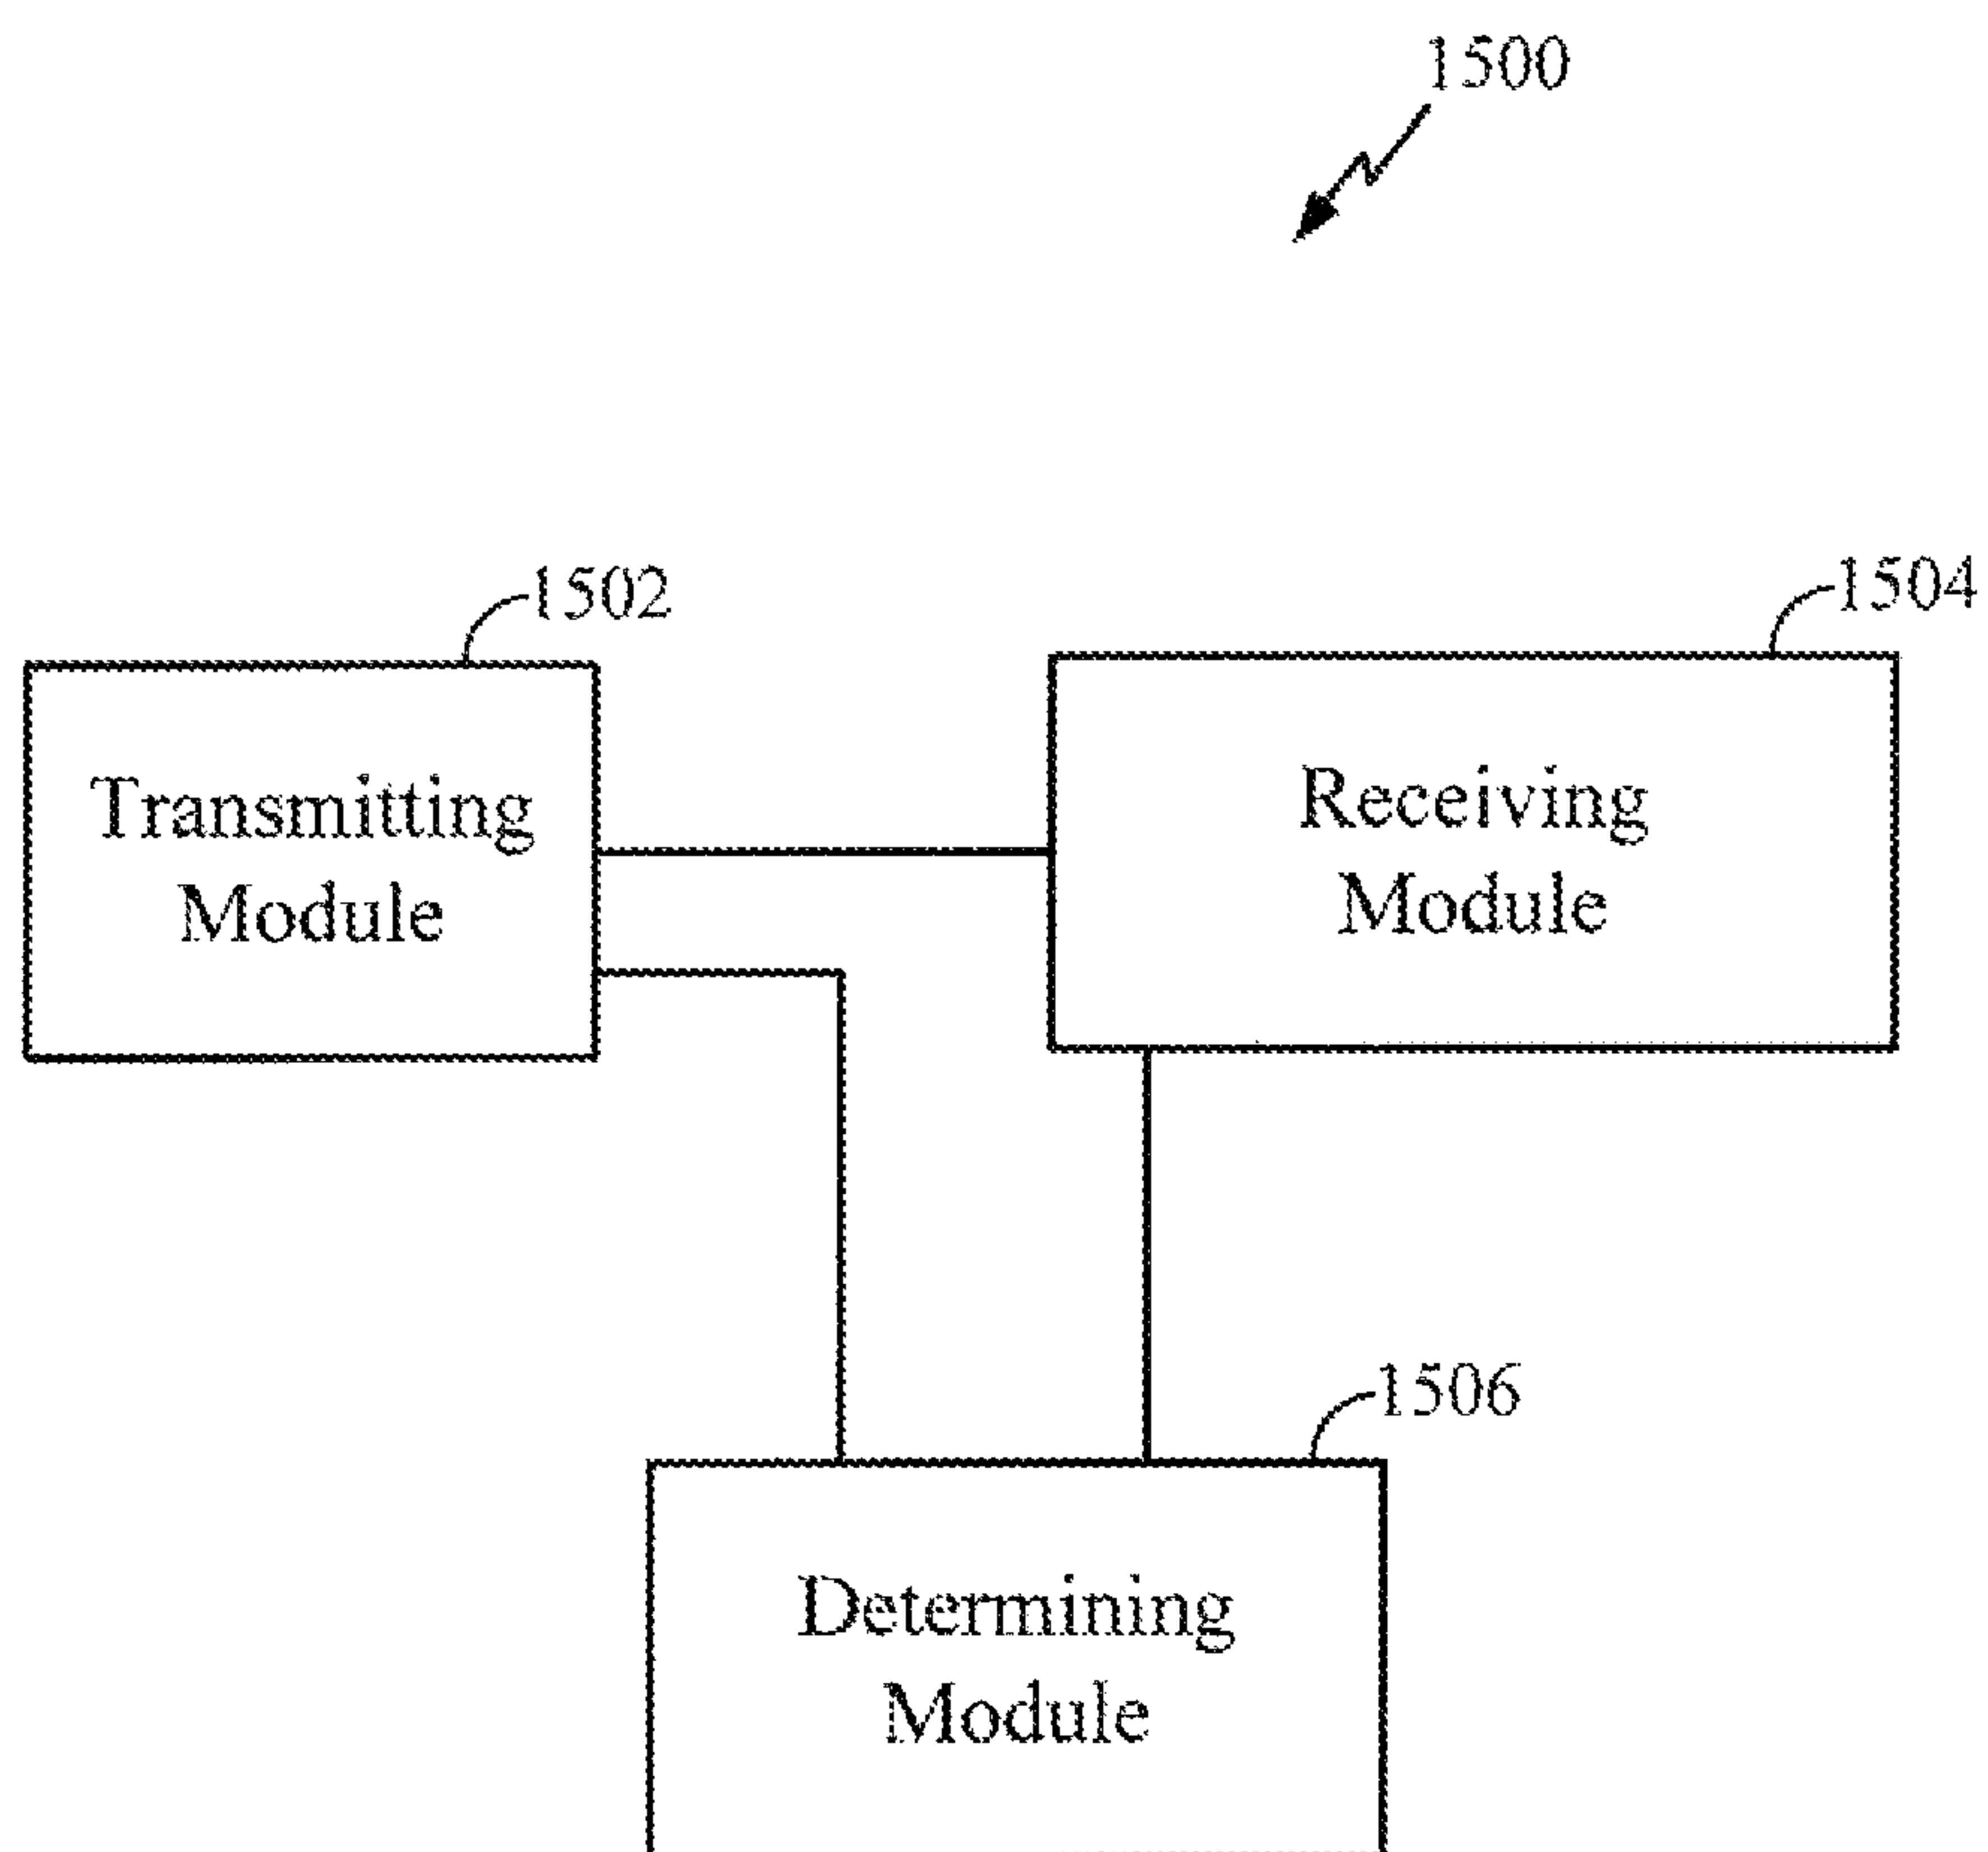 1500
1502
1504
Transmitting
Module
Receiving
Module
1506
Determining
Module